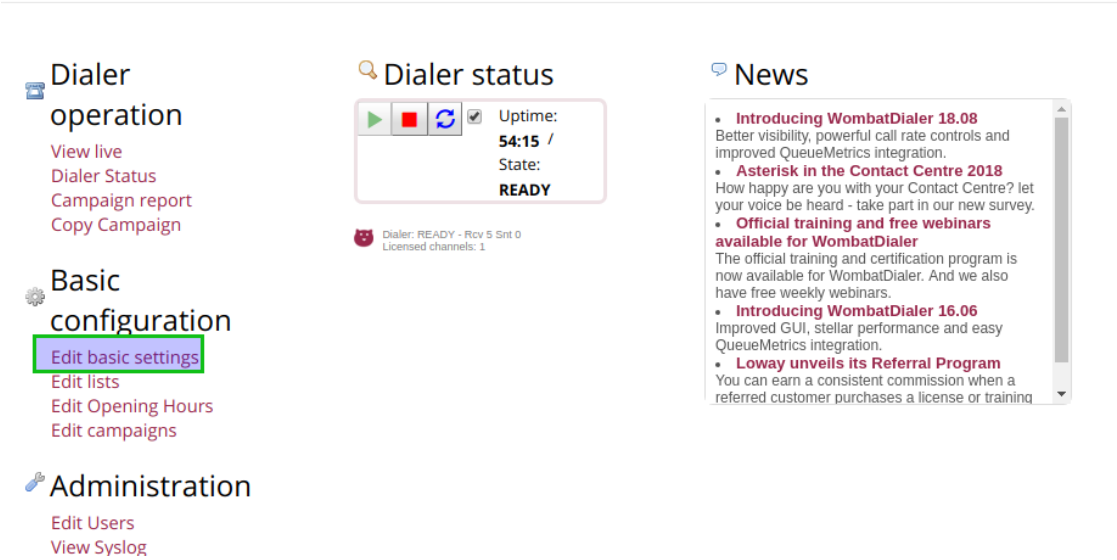 Dialer
operation
View live
Dialer Status
Campaign report
Copy Campaign
Basic
configuration
Edit basic settings
Edit lists
Edit Opening Hours
Edit campaigns
Administration
Edit Users
View Syslog
Dialer status
Uptime:
54:15 /
State:
READY
Dialer: READY - Rcv 5 Snt 0
Licensed channels: 1
News
• Introducing WombatDialer 18.08
Better visibility, powerful call rate controls and
improved QueueMetrics integration.
• Asterisk in the Contact Centre 2018
How happy are you with your Contact Centre? let
your voice be heard - take part in our new survey.
• Official training and free webinars
available for WombatDialer
The official training and certification program is
now available for WombatDialer. And we also
have free weekly webinars.
• Introducing WombatDialer 16.06
Improved GUI, stellar performance and easy
QueueMetrics integration.
• Loway unveils its Referral Program
You can earn a consistent commission when a
referred customer purchases a license or training